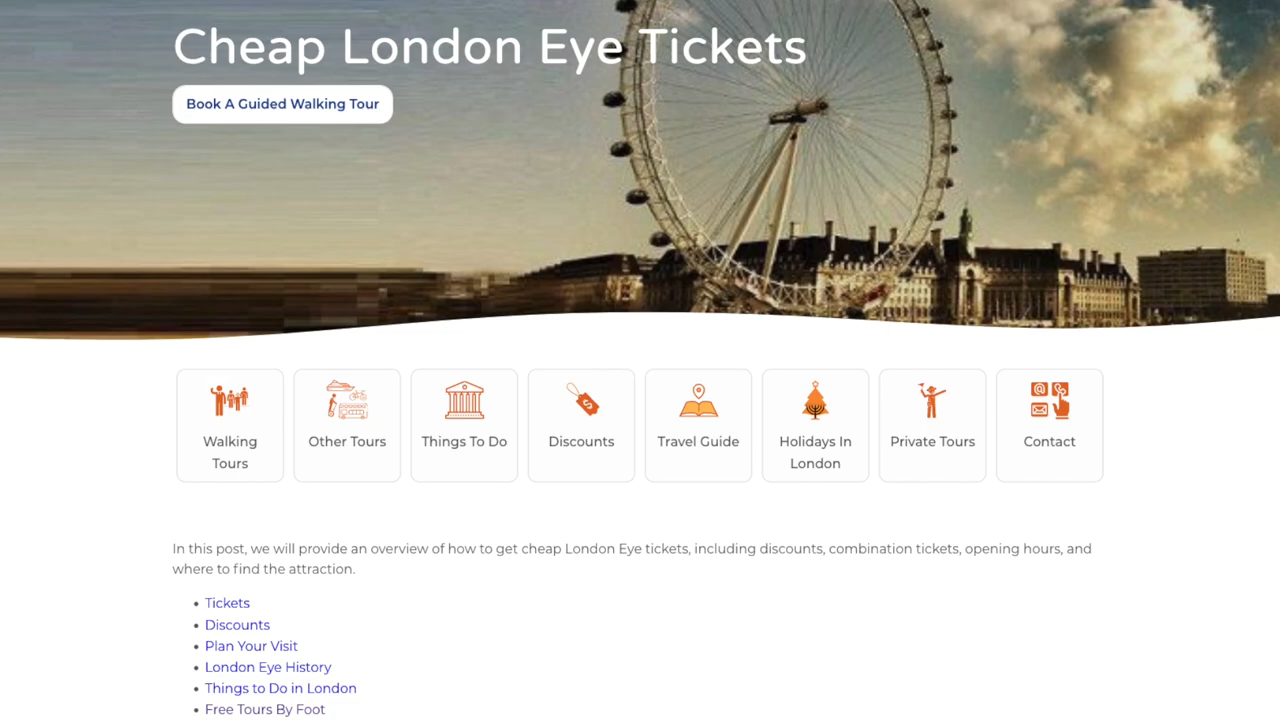 Cheap London Eye Tickets
Book A Guided Walking Tour
Walking
Tours
Other Tours
Things To Do
Discounts
Travel Guide
Holidays In
London
Private Tours
Contact
In this post, we will provide an overview of how to get cheap London Eye tickets, including discounts, combination tickets, opening hours, and
where to find the attraction.
Tickets
Discounts
Plan Your Visit
London Eye History
Things to Do in London
Free Tours By Foot